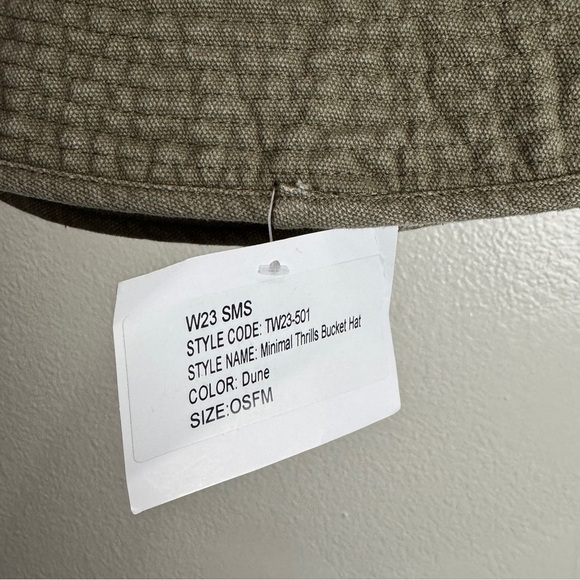 W23 SMS
STYLE CODE: TW23-501
STYLE NAME: Minimal Thrills Bucket Hat
COLOR: Dune
SIZE:OSFM